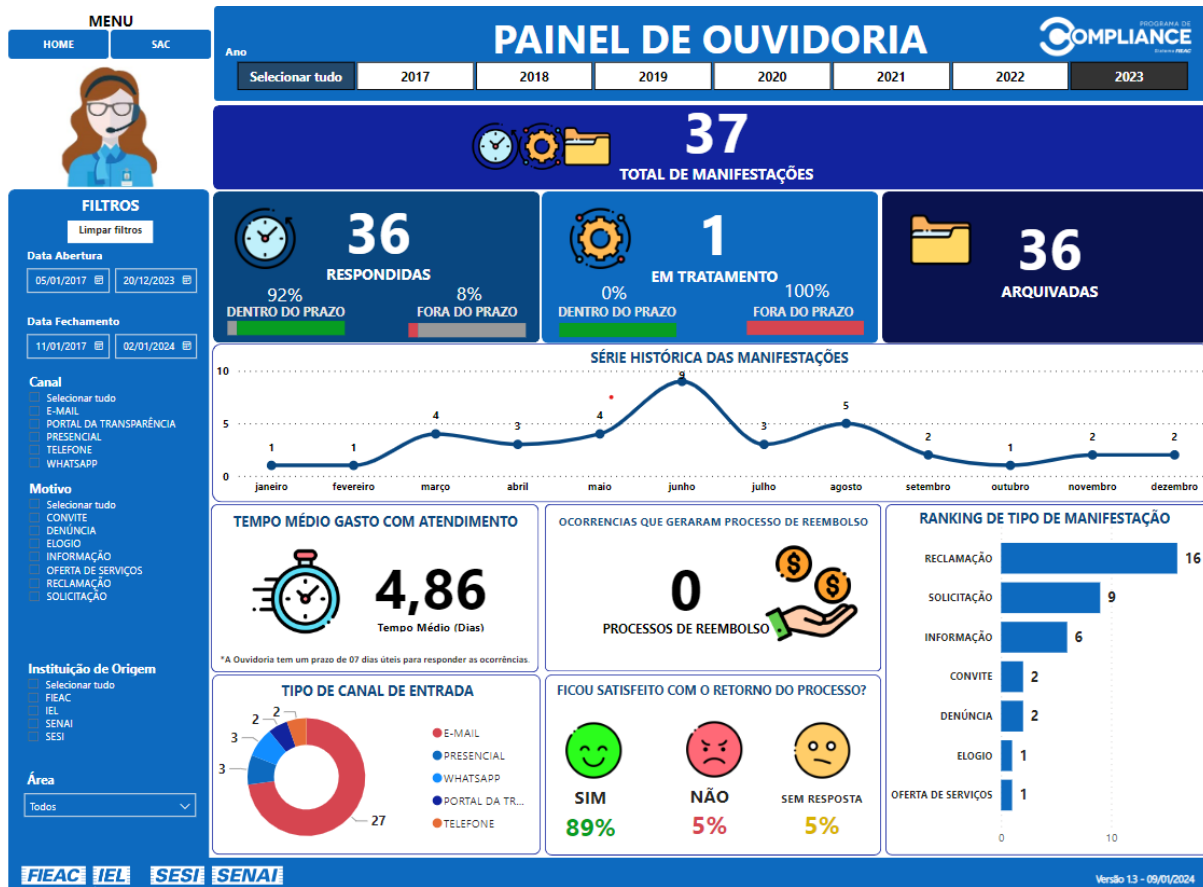 MENU
HOME
SAC
PAINEL DE OUVIDORIA
PROGRAMA DE
COMPLIANCE
Sistema FIEAC
Ano
Selecionar tudo
2017
2018
2019
2020
2021
2022
2023
37
TOTAL DE MANIFESTAÇÕES
FILTROS
Limpar filtros
Data Abertura
05/01/2017
20/12/2023
Data Fechamento
11/01/2017
02/01/2024
Canal
Selecionar tudo
E-MAIL
PORTAL DA TRANSPARÊNCIA
PRESENCIAL
TELEFONE
WHATSAPP
Motivo
Selecionar tudo
CONVITE
DENÚNCIA
ELOGIO
INFORMAÇÃO
OFERTA DE SERVIÇOS
RECLAMAÇÃO
SOLICITAÇÃO
Instituição de Origem
Selecionar tudo
FIEAC
IEL
SENAI
SESI
Área
Todos
36
RESPONDIDAS
92%
DENTRO DO PRAZO
8%
FORA DO PRAZO
1
EM TRATAMENTO
0%
DENTRO DO PRAZO
100%
FORA DO PRAZO
36
ARQUIVADAS
SÉRIE HISTÓRICA DAS MANIFESTAÇÕES
10
5
0
1
1
4
3
4
9
3
5
2
1
2
2
janeiro
fevereiro
março
abril
maio
junho
julho
agosto
setembro
outubro
novembro
dezembro
TEMPO MÉDIO GASTO COM ATENDIMENTO
4,86
Tempo Médio (Dias)
*A Ouvidoria tem um prazo de 07 dias úteis para responder as ocorrências.
OCORRENCIAS QUE GERARAM PROCESSO DE REEMBOLSO
0
PROCESSOS DE REEMBOLSO
RANKING DE TIPO DE MANIFESTAÇÃO
RECLAMAÇÃO
16
SOLICITAÇÃO
9
INFORMAÇÃO
6
CONVITE
2
DENÚNCIA
2
ELOGIO
1
OFERTA DE SERVIÇOS
1
0
10
TIPO DE CANAL DE ENTRADA
2
2
3
3
27
E-MAIL
PRESENCIAL
WHATSAPP
PORTAL DA TR...
TELEFONE
FICOU SATISFEITO COM O RETORNO DO PROCESSO?
SIM
89%
NÃO
5%
SEM RESPOSTA
5%
FIEAC IEL SESI SENAI
Versão 1.3 - 09/01/2024